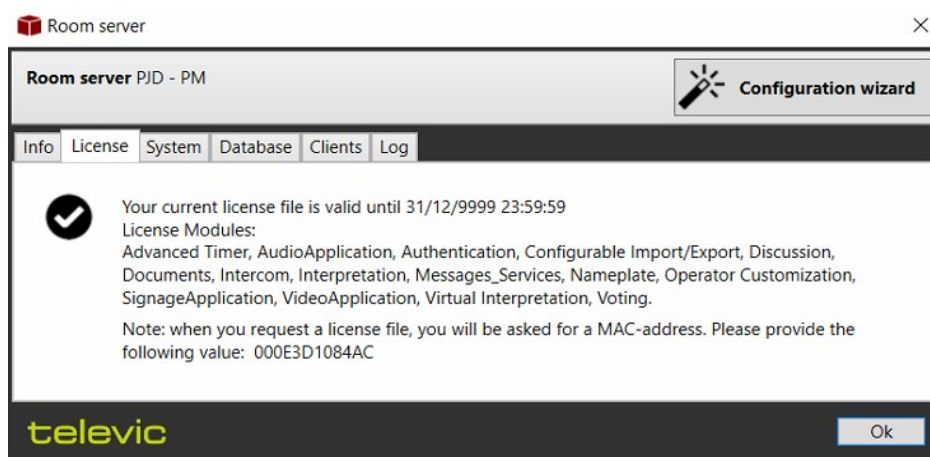 Room server
Room server PJD - PM
Configuration wizard
Info License System Database Clients Log
Your current license file is valid until 31/12/9999 23:59:59
License Modules:
Advanced Timer, AudioApplication, Authentication, Configurable Import/Export, Discussion,
Documents, Intercom, Interpretation, Messages_Services, Nameplate, Operator Customization,
SignageApplication, VideoApplication, Virtual Interpretation, Voting.
Note: when you request a license file, you will be asked for a MAC-address. Please provide the
following value: 000E3D1084AC
televic
Ok